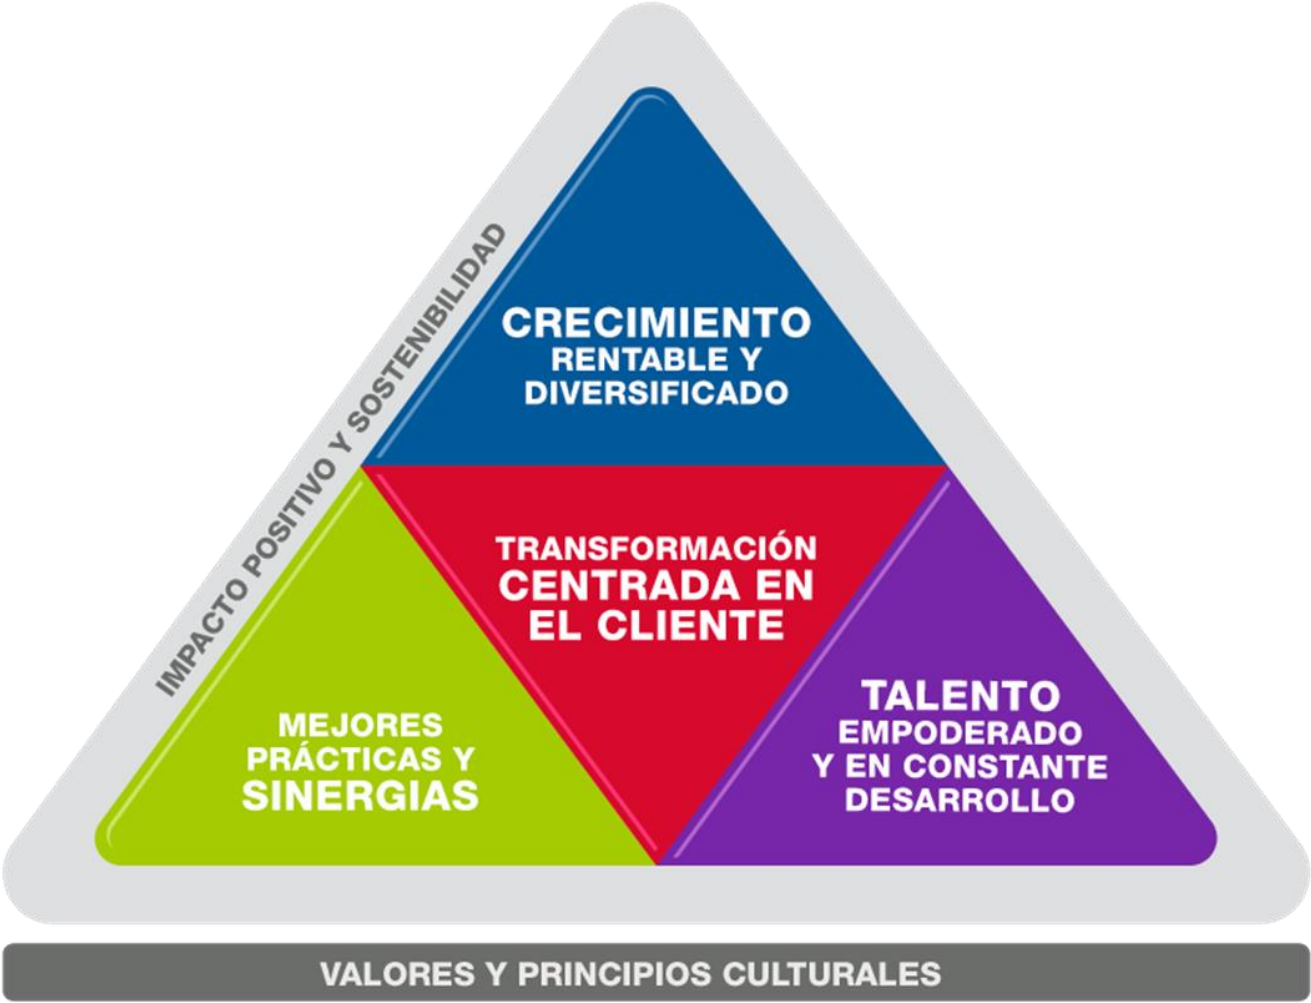 IMPACTO POSITIVO Y SOSTENIBILIDAD
CRECIMIENTO
RENTABLE Y
DIVERSIFICADO
TRANSFORMACIÓN
CENTRADA EN
EL CLIENTE
MEJORES
PRÁCTICAS Y
SINERGIAS
TALENTO
EMPODERADO
Y EN CONSTANTE
DESARROLLO
VALORES Y PRINCIPIOS CULTURALES